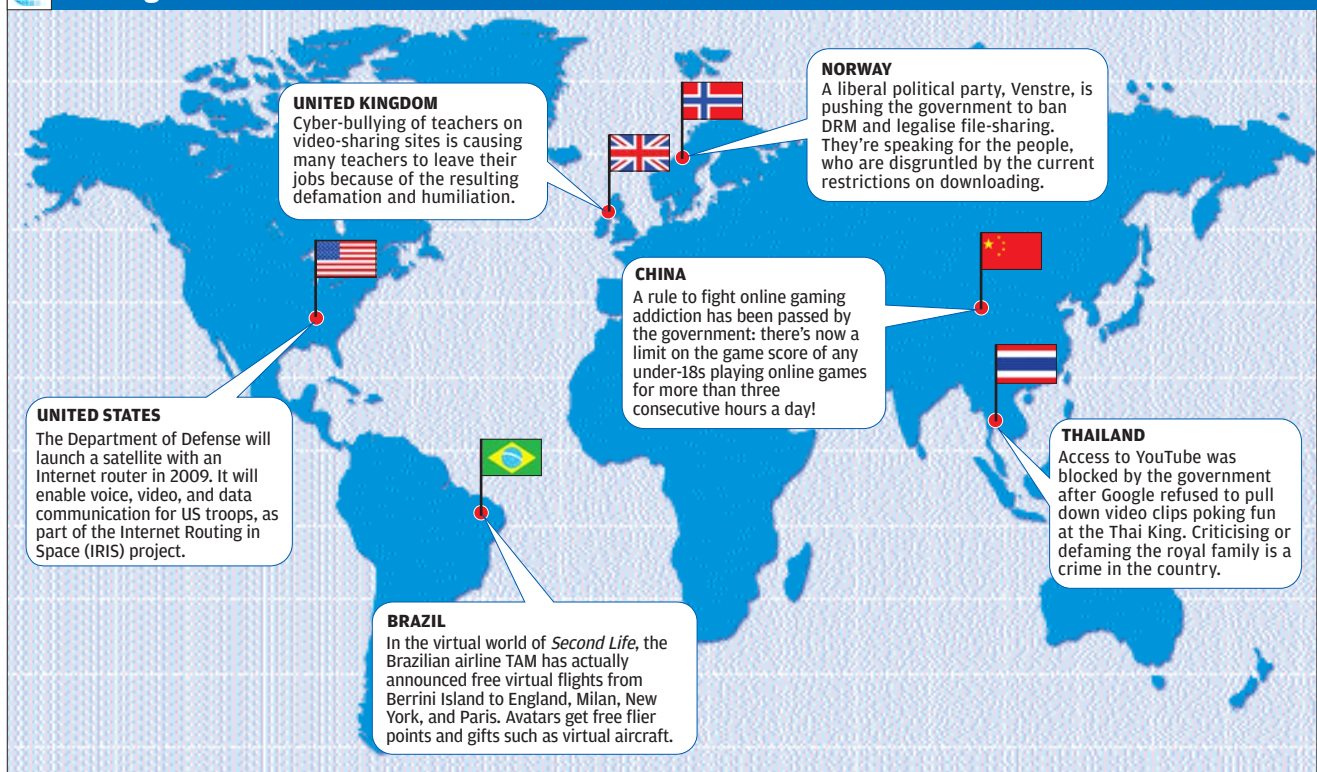 UNITED KINGDOM
Cyber-bullying of teachers on
video-sharing sites is causing
many teachers to leave their
jobs because of the resulting
defamation and humiliation.
NORWAY
A liberal political party, Venstre, is
pushing the government to ban
DRM and legalise file-sharing.
They're speaking for the people,
who are disgruntled by the current
restrictions on downloading.
CHINA
A rule to fight online gaming
addiction has been passed by
the government: there's now a
limit on the game score of any
under-18s playing online games
for more than three
consecutive hours a day!
UNITED STATES
The Department of Defense will
launch a satellite with an
Internet router in 2009. It will
enable voice, video, and data
communication for US troops, as
part of the Internet Routing in
Space (IRIS) project.
THAILAND
Access to YouTube was
blocked by the government
after Google refused to pull
down video clips poking fun
at the Thai King. Criticising or
defaming the royal family is a
crime in the country.
BRAZIL
In the virtual world of Second Life, the
Brazilian airline TAM has actually
announced free virtual flights from
Berrini Island to England, Milan, New
York, and Paris. Avatars get free flier
points and gifts such as virtual aircraft.